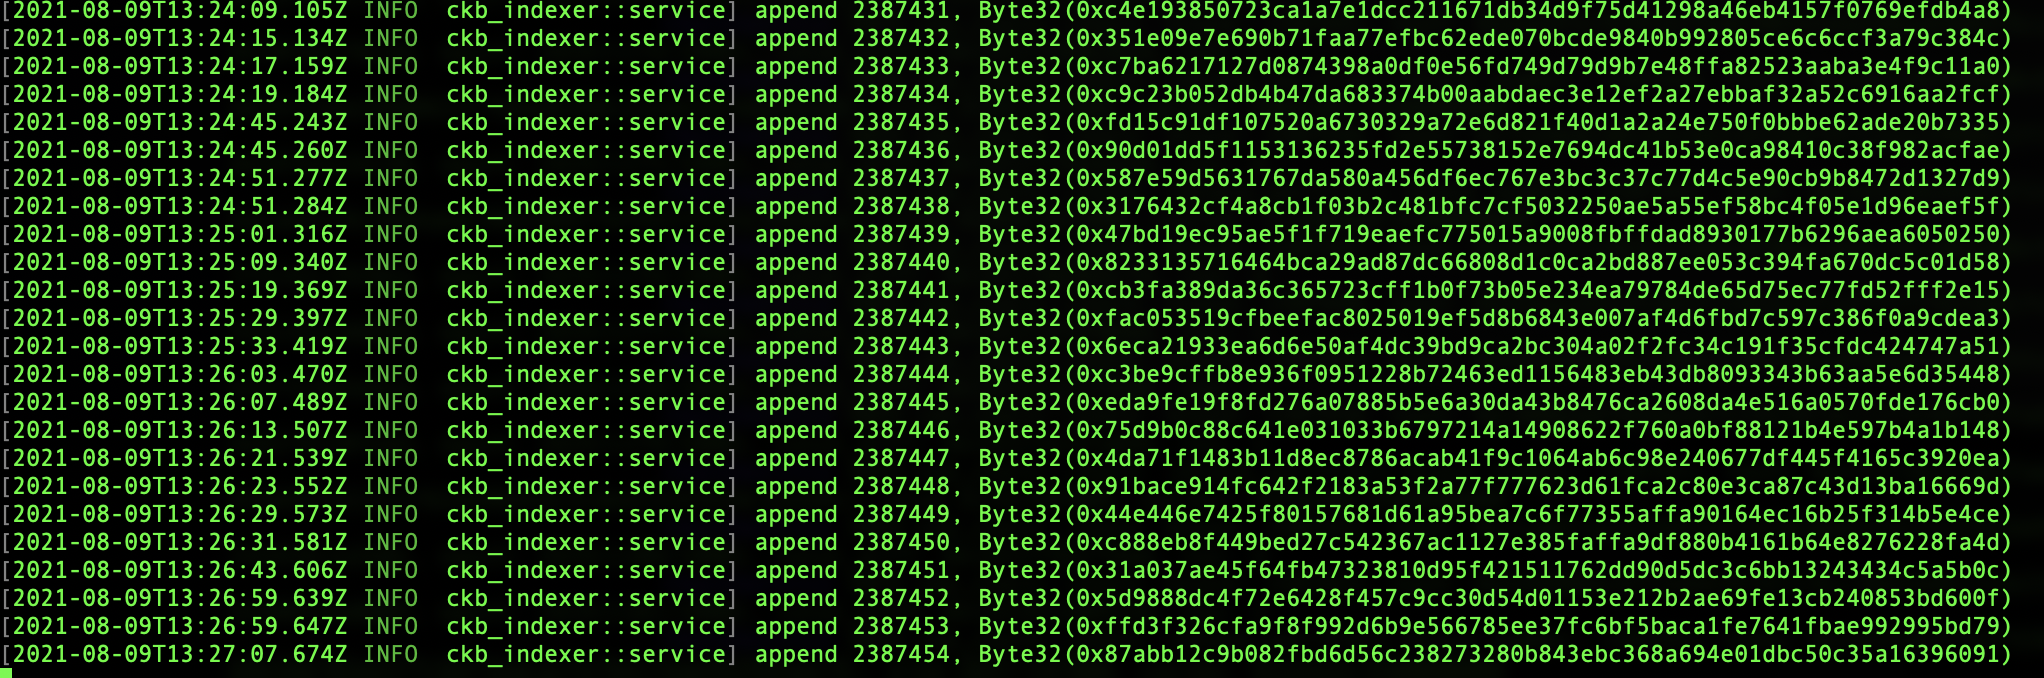 [2021-08-09T13:24:09.105Z INFO  ckb_indexer::service] append 2387431, Byte32(0xc4e193850723ca1a7e1dcc211671db34d9f75d41298a46eb4157f0769efdb4a8)
[2021-08-09T13:24:15.134Z INFO  ckb_indexer::service] append 2387432, Byte32(0x351e09e7e690b71faa77efbc62ede070bcde9840b992805ce6c6ccf3a79c384c)
[2021-08-09T13:24:17.159Z INFO  ckb_indexer::service] append 2387433, Byte32(0xc7ba6217127d0874398a0df0e56fd749d79d9b7e48ffa82523aaba3e4f9c11a0)
[2021-08-09T13:24:19.184Z INFO  ckb_indexer::service] append 2387434, Byte32(0xc9c23b052db4b47da683374b00aabdaec3e12ef2a27ebbaf32a52c6916aa2fcf)
[2021-08-09T13:24:45.243Z INFO  ckb_indexer::service] append 2387435, Byte32(0xfd15c91df107520a6730329a72e6d821f40d1a2a24e750f0bbbe62ade20b7335)
[2021-08-09T13:24:45.260Z INFO  ckb_indexer::service] append 2387436, Byte32(0x90d01dd5f1153136235fd2e55738152e7694dc41b53e0ca98410c38f982acfae)
[2021-08-09T13:24:51.277Z INFO  ckb_indexer::service] append 2387437, Byte32(0x587e59d5631767da580a456df6ec767e3bc3c37c77d4c5e90cb9b8472d1327d9)
[2021-08-09T13:24:51.284Z INFO  ckb_indexer::service] append 2387438, Byte32(0x3176432cf4a8cb1f03b2c481bfc7cf5032250ae5a55ef58bc4f05e1d96eaef5f)
[2021-08-09T13:25:01.316Z INFO  ckb_indexer::service] append 2387439, Byte32(0x47bd19ec95ae5f1f719eaefc775015a9008fbffdad8930177b6296aea6050250)
[2021-08-09T13:25:09.340Z INFO  ckb_indexer::service] append 2387440, Byte32(0x8233135716464bca29ad87dc66808d1c0ca2bd887ee053c394fa670dc5c01d58)
[2021-08-09T13:25:19.369Z INFO  ckb_indexer::service] append 2387441, Byte32(0xcb3fa389da36c365723cff1b0f73b05e234ea79784de65d75ec77fd52fff2e15)
[2021-08-09T13:25:29.397Z INFO  ckb_indexer::service] append 2387442, Byte32(0xfac053519cfbeefac8025019ef5d8b6843e007af4d6fbd7c597c386f0a9cdea3)
[2021-08-09T13:25:33.419Z INFO  ckb_indexer::service] append 2387443, Byte32(0x6eca21933ea6d6e50af4dc39bd9ca2bc304a02f2fc34c191f35cfdc424747a51)
[2021-08-09T13:26:03.470Z INFO  ckb_indexer::service] append 2387444, Byte32(0xc3be9cffb8e936f0951228b72463ed1156483eb43db8093343b63aa5e6d35448)
[2021-08-09T13:26:07.489Z INFO  ckb_indexer::service] append 2387445, Byte32(0xeda9fe19f8fd276a07885b5e6a30da43b8476ca2608da4e516a0570fde176cb0)
[2021-08-09T13:26:13.507Z INFO  ckb_indexer::service] append 2387446, Byte32(0x75d9b0c88c641e031033b6797214a14908622f760a0bf88121b4e597b4a1b148)
[2021-08-09T13:26:21.539Z INFO  ckb_indexer::service] append 2387447, Byte32(0x4da71f1483b11d8ec8786acab41f9c1064ab6c98e240677df445f4165c3920ea)
[2021-08-09T13:26:23.552Z INFO  ckb_indexer::service] append 2387448, Byte32(0x91bace914fc642f2183a53f2a77f777623d61fca2c80e3ca87c43d13ba16669d)
[2021-08-09T13:26:29.573Z INFO  ckb_indexer::service] append 2387449, Byte32(0x44e446e7425f80157681d61a95bea7c6f77355affa90164ec16b25f314b5e4ce)
[2021-08-09T13:26:31.581Z INFO  ckb_indexer::service] append 2387450, Byte32(0xc888eb8f449bed27c542367ac1127e385faffa9df880b4161b64e8276228fa4d)
[2021-08-09T13:26:43.606Z INFO  ckb_indexer::service] append 2387451, Byte32(0x31a037ae45f64fb47323810d95f421511762dd90d5dc3c6bb13243434c5a5b0c)
[2021-08-09T13:26:59.639Z INFO  ckb_indexer::service] append 2387452, Byte32(0x5d9888dc4f72e6428f457c9cc30d54d01153e212b2ae69fe13cb240853bd600f)
[2021-08-09T13:26:59.647Z INFO  ckb_indexer::service] append 2387453, Byte32(0xffd3f326cfa9f8f992d6b9e566785ee37fc6bf5baca1fe7641fbae992995bd79)
[2021-08-09T13:27:07.674Z INFO  ckb_indexer::service] append 2387454, Byte32(0x87abb12c9b082fbd6d56c238273280b843ebc368a694e01dbc50c35a16396091)